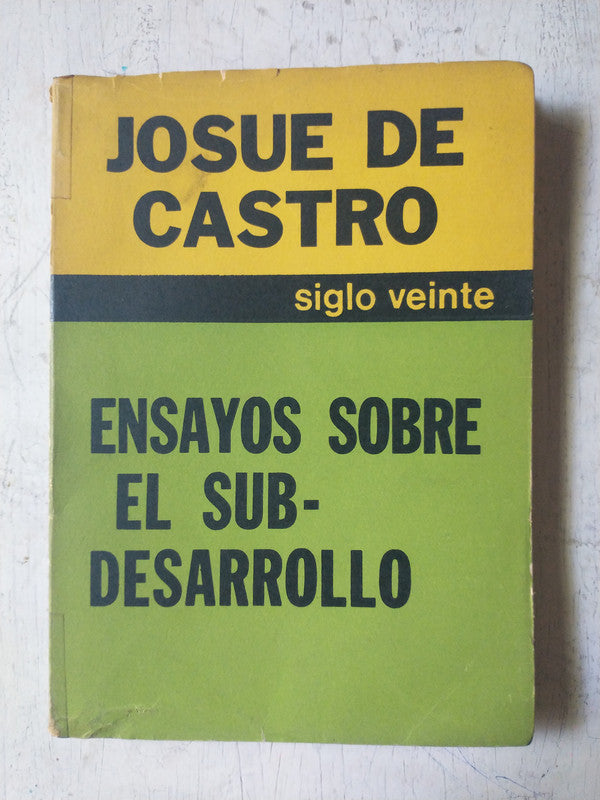 JOSUE DE
CASTRO
siglo veinte
ENSAYOS SOBRE
EL SUB-
DESARROLLO